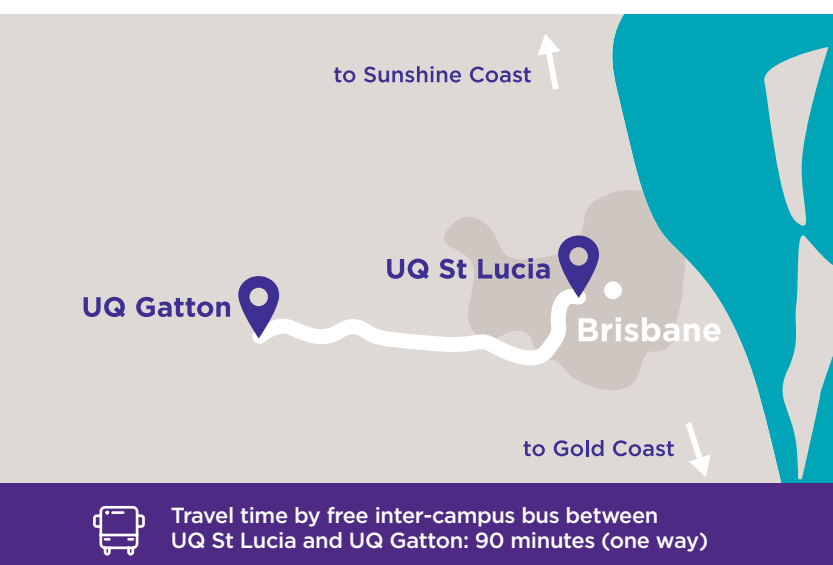 to Sunshine Coast
UQ St Lucia
UQ Gatton
Brisbane
to Gold Coast
Travel time by free inter-campus bus between
UQ St Lucia and UQ Gatton: 90 minutes (one way)